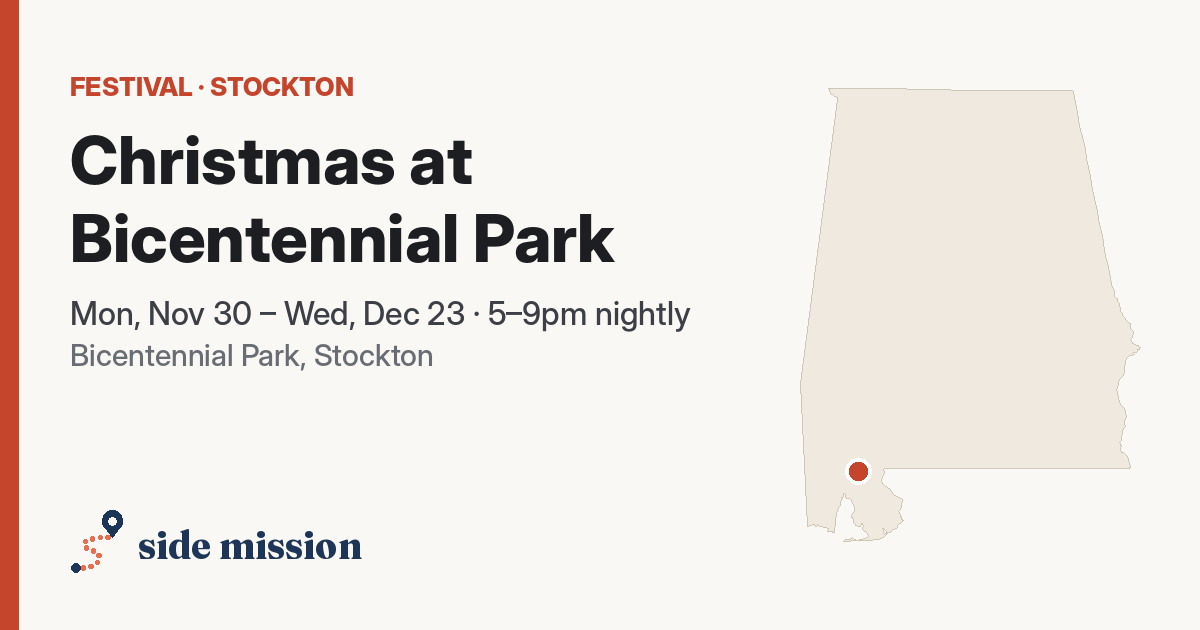 FESTIVAL · STOCKTON
Christmas at
Bicentennial Park
Mon, Nov 30 – Wed, Dec 23 · 5–9pm nightly
Bicentennial Park, Stockton
side mission